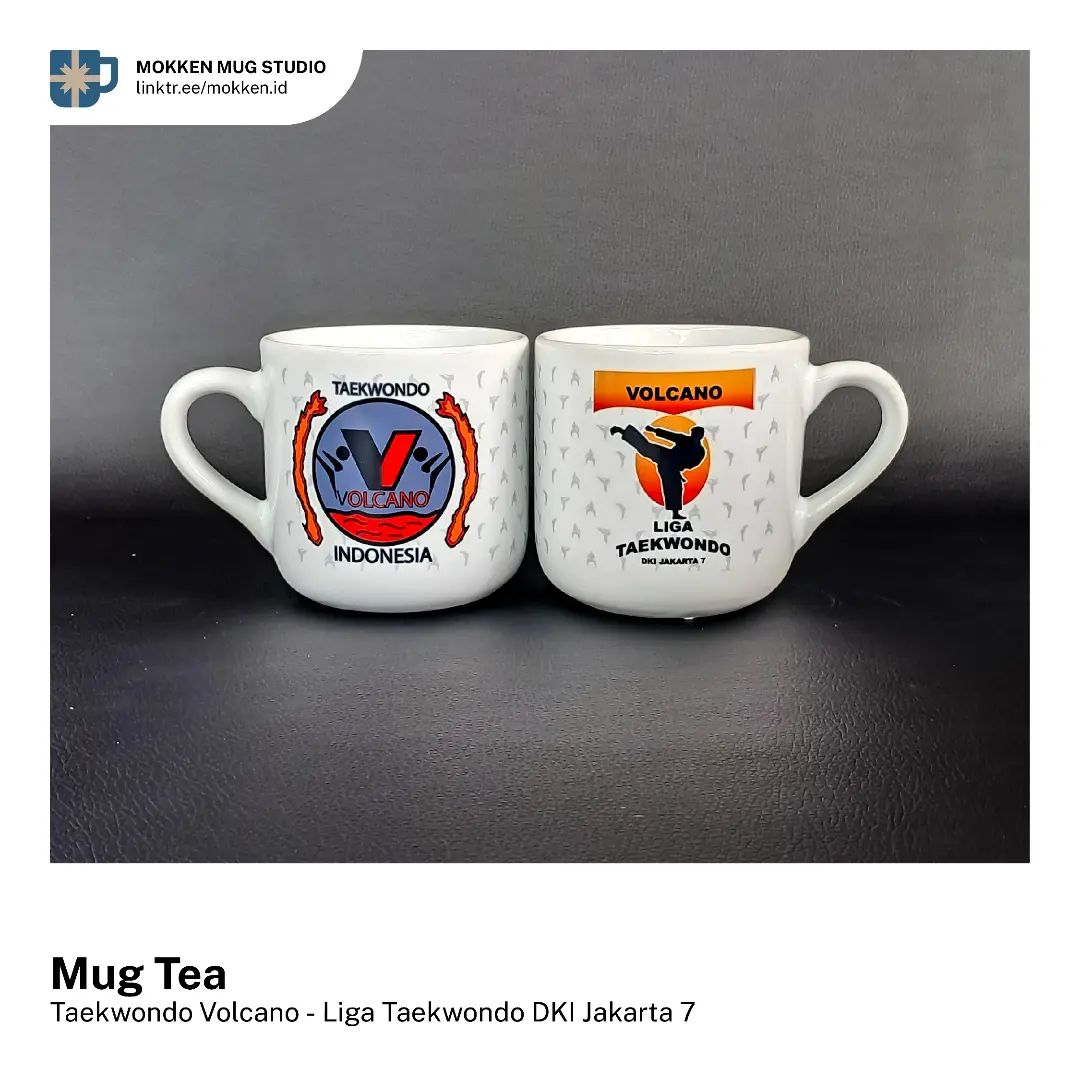 MOKKEN MUG STUDIO
linktr.ee/mokken.id
TAEKWONDO
V
VOLCANO
INDONESIA
VOLCANO
LIGA
TAEKWONDO
DKI JAKARTA 7
Mug Tea
Taekwondo Volcano - Liga Taekwondo DKI Jakarta 7